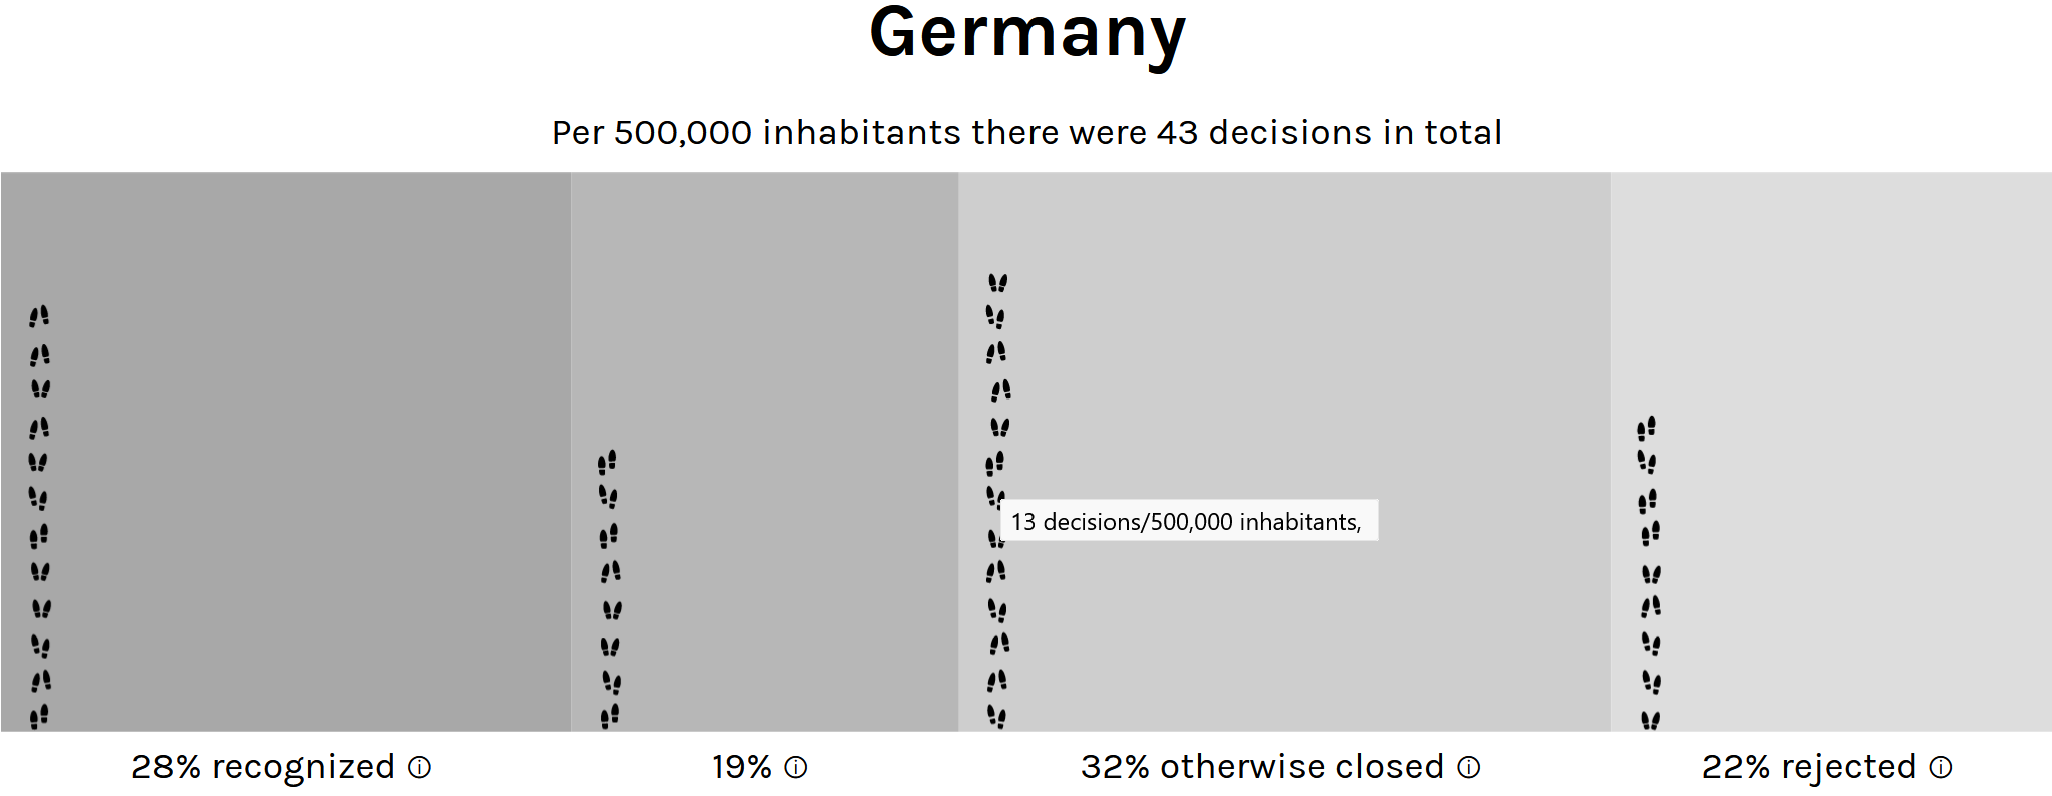 Germany
Per 500,000 inhabitants there were 43 decisions in total
13 decisions/500,000 inhabitants,
28% recognized ⓘ
19% ⓘ
32% otherwise closed ⓘ
22% rejected ⓘ